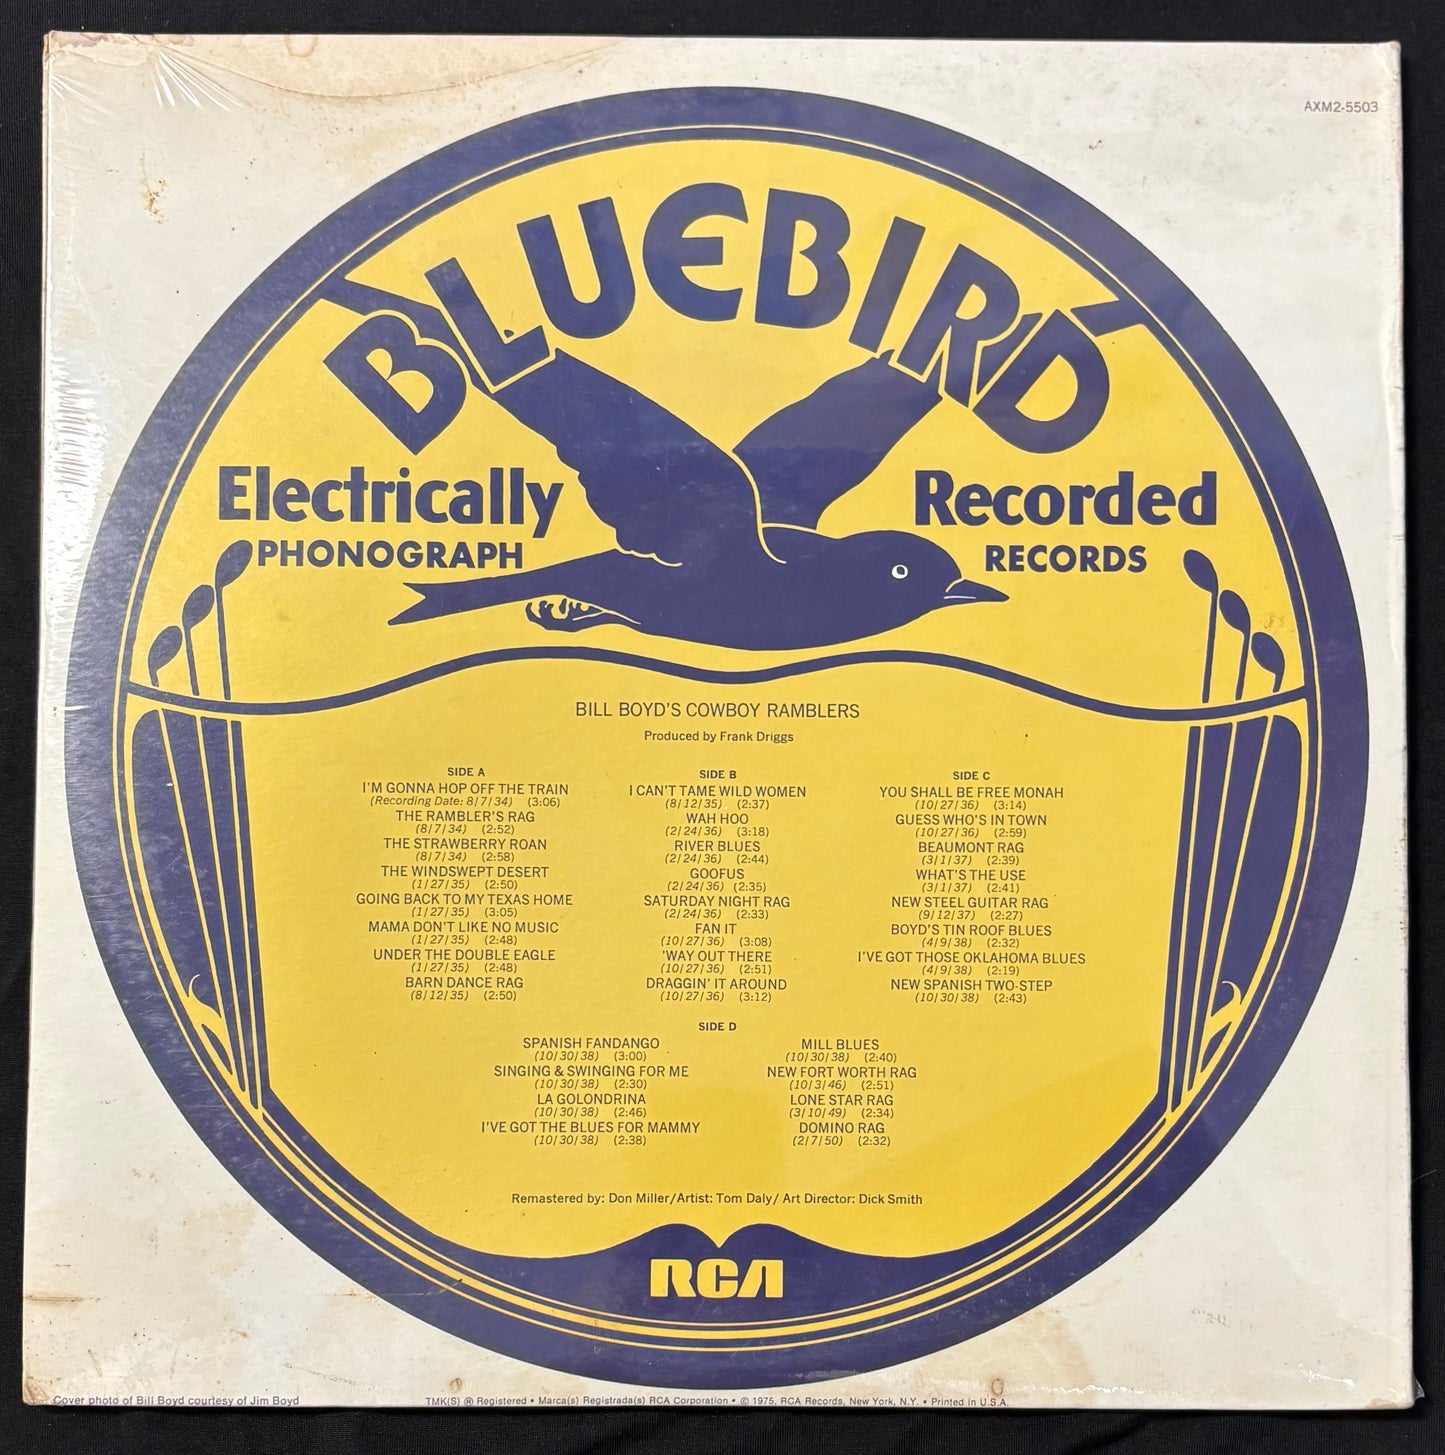 AXM2-5503
BLUEBIRD
Electrically Recorded
PHONOGRAPH RECORDS
BILL BOYD'S COWBOY RAMBLERS
Produced by Frank Driggs
SIDE A
I'M GONNA HOP OFF THE TRAIN
(Recording Date: 8/7/34) (3:06)
THE RAMBLER'S RAG
(8/7/34) (2:52)
THE STRAWBERRY ROAN
(8/7/34) (2:58)
THE WINDSWEPT DESERT
(1/27/35) (2:50)
GOING BACK TO MY TEXAS HOME
(1/27/35) (3:05)
MAMA DON'T LIKE NO MUSIC
(1/27/35) (2:48)
UNDER THE DOUBLE EAGLE
(1/27/35) (2:48)
BARN DANCE RAG
(8/12/35) (2:50)
SIDE B
I CAN'T TAME WILD WOMEN
(8/12/35) (2:37)
WAH HOO
(2/24/36) (3:18)
RIVER BLUES
(2/24/36) (2:44)
GOOFUS
(2/24/36) (2:35)
SATURDAY NIGHT RAG
(2/24/36) (2:33)
FAN IT
(10/27/36) (3:08)
'WAY OUT THERE
(10/27/36) (2:51)
DRAGGIN' IT AROUND
(10/27/36) (3:12)
SIDE C
YOU SHALL BE FREE MONAH
(10/27/36) (3:14)
GUESS WHO'S IN TOWN
(10/27/36) (2:59)
BEAUMONT RAG
(3/1/37) (2:39)
WHAT'S THE USE
(3/1/37) (2:41)
NEW STEEL GUITAR RAG
(9/12/37) (2:27)
BOYD'S TIN ROOF BLUES
(4/9/38) (2:32)
I'VE GOT THOSE OKLAHOMA BLUES
(4/9/38) (2:19)
NEW SPANISH TWO-STEP
(10/30/38) (2:43)
SIDE D
SPANISH FANDANGO
(10/30/38) (3:00)
SINGING & SWINGING FOR ME
(10/30/38) (2:30)
LA GOLONDRINA
(10/30/38) (2:46)
I'VE GOT THE BLUES FOR MAMMY
(10/30/38) (2:38)
MILL BLUES
(10/30/38) (2:40)
NEW FORT WORTH RAG
(10/3/46) (2:51)
LONE STAR RAG
(3/10/49) (2:34)
DOMINO RAG
(2/7/50) (2:32)
Remastered by: Don Miller/Artist: Tom Daly/ Art Director: Dick Smith
RCA
Cover photo of Bill Boyd courtesy of Jim Boyd
TMK(S) ® Registered • Marca(s) Registrada(s) RCA Corporation • © 1975, RCA Records, New York, N.Y. • Printed in U.S.A.